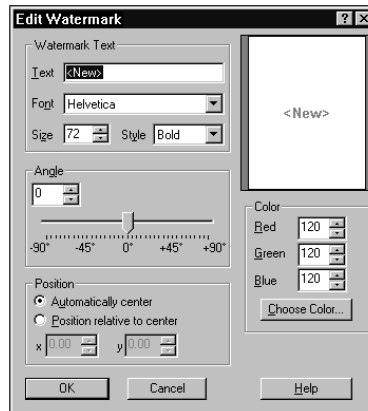 Edit Watermark
Watermark Text
Text <New>
Font Helvetica
Size 72 Style Bold
<New>
Angle
0
-90° -45° 0° +45° +90°
Color
Red 120
Green 120
Blue 120
Choose Color...
Position
Automatically center
Position relative to center
x 0.00 y 0.00
OK Cancel Help